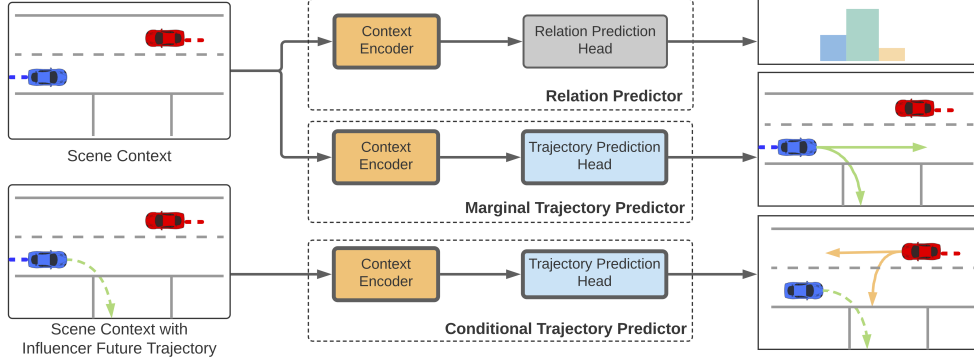 Context
Encoder
Relation Prediction
Head
Relation Predictor
Scene Context
Context
Encoder
Trajectory Prediction
Head
Marginal Trajectory Predictor
Context
Encoder
Trajectory Prediction
Head
Conditional Trajectory Predictor
Scene Context with
Influencer Future Trajectory